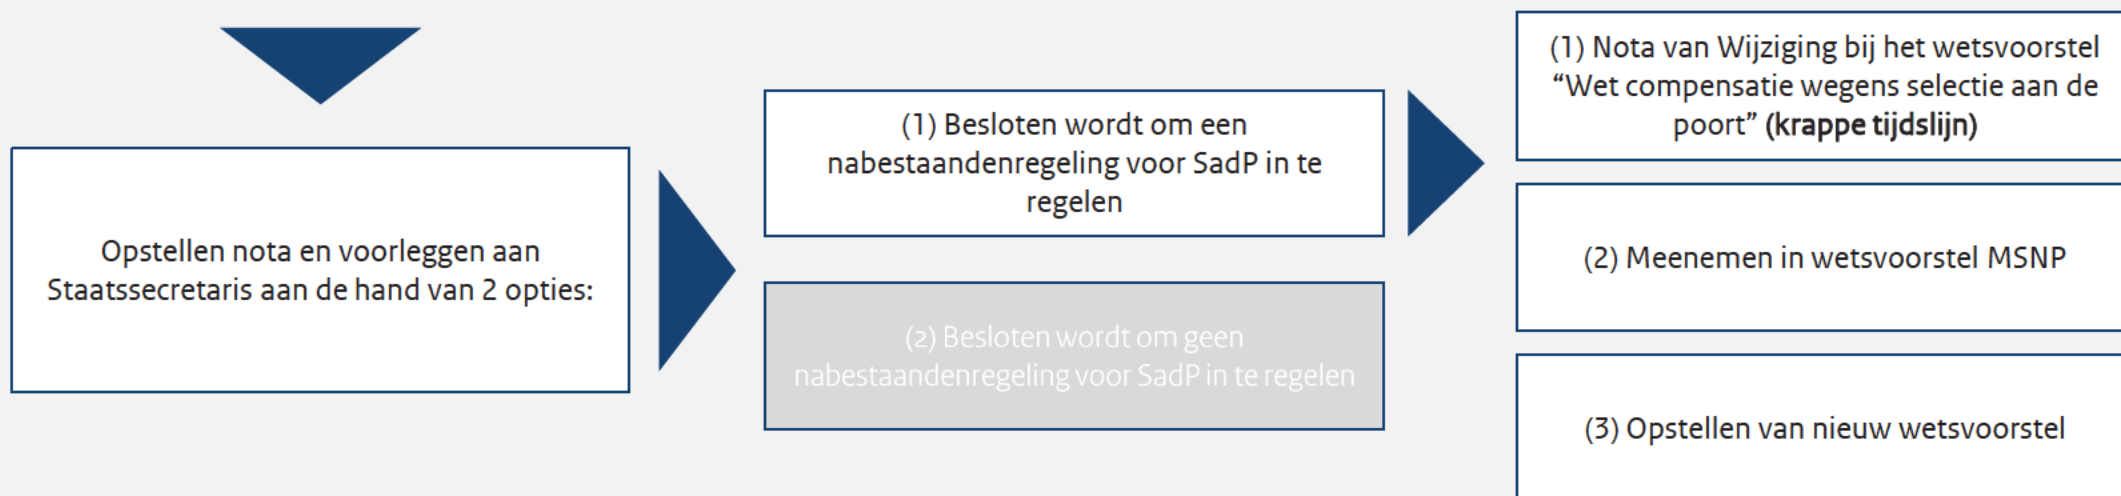 Opstellen nota en voorleggen aan
Staatssecretaris aan de hand van 2 opties:
(1) Besloten wordt om een
nabestaandenregeling voor SadP in te
regelen
(2) Besloten wordt om geen
nabestaandenregeling voor SadP in te regelen
(1) Nota van Wijziging bij het wetsvoorstel
“Wet compensatie wegens selectie aan de
poort” (krappe tijdslijn)
(2) Meenemen in wetsvoorstel MSNP
(3) Opstellen van nieuw wetsvoorstel